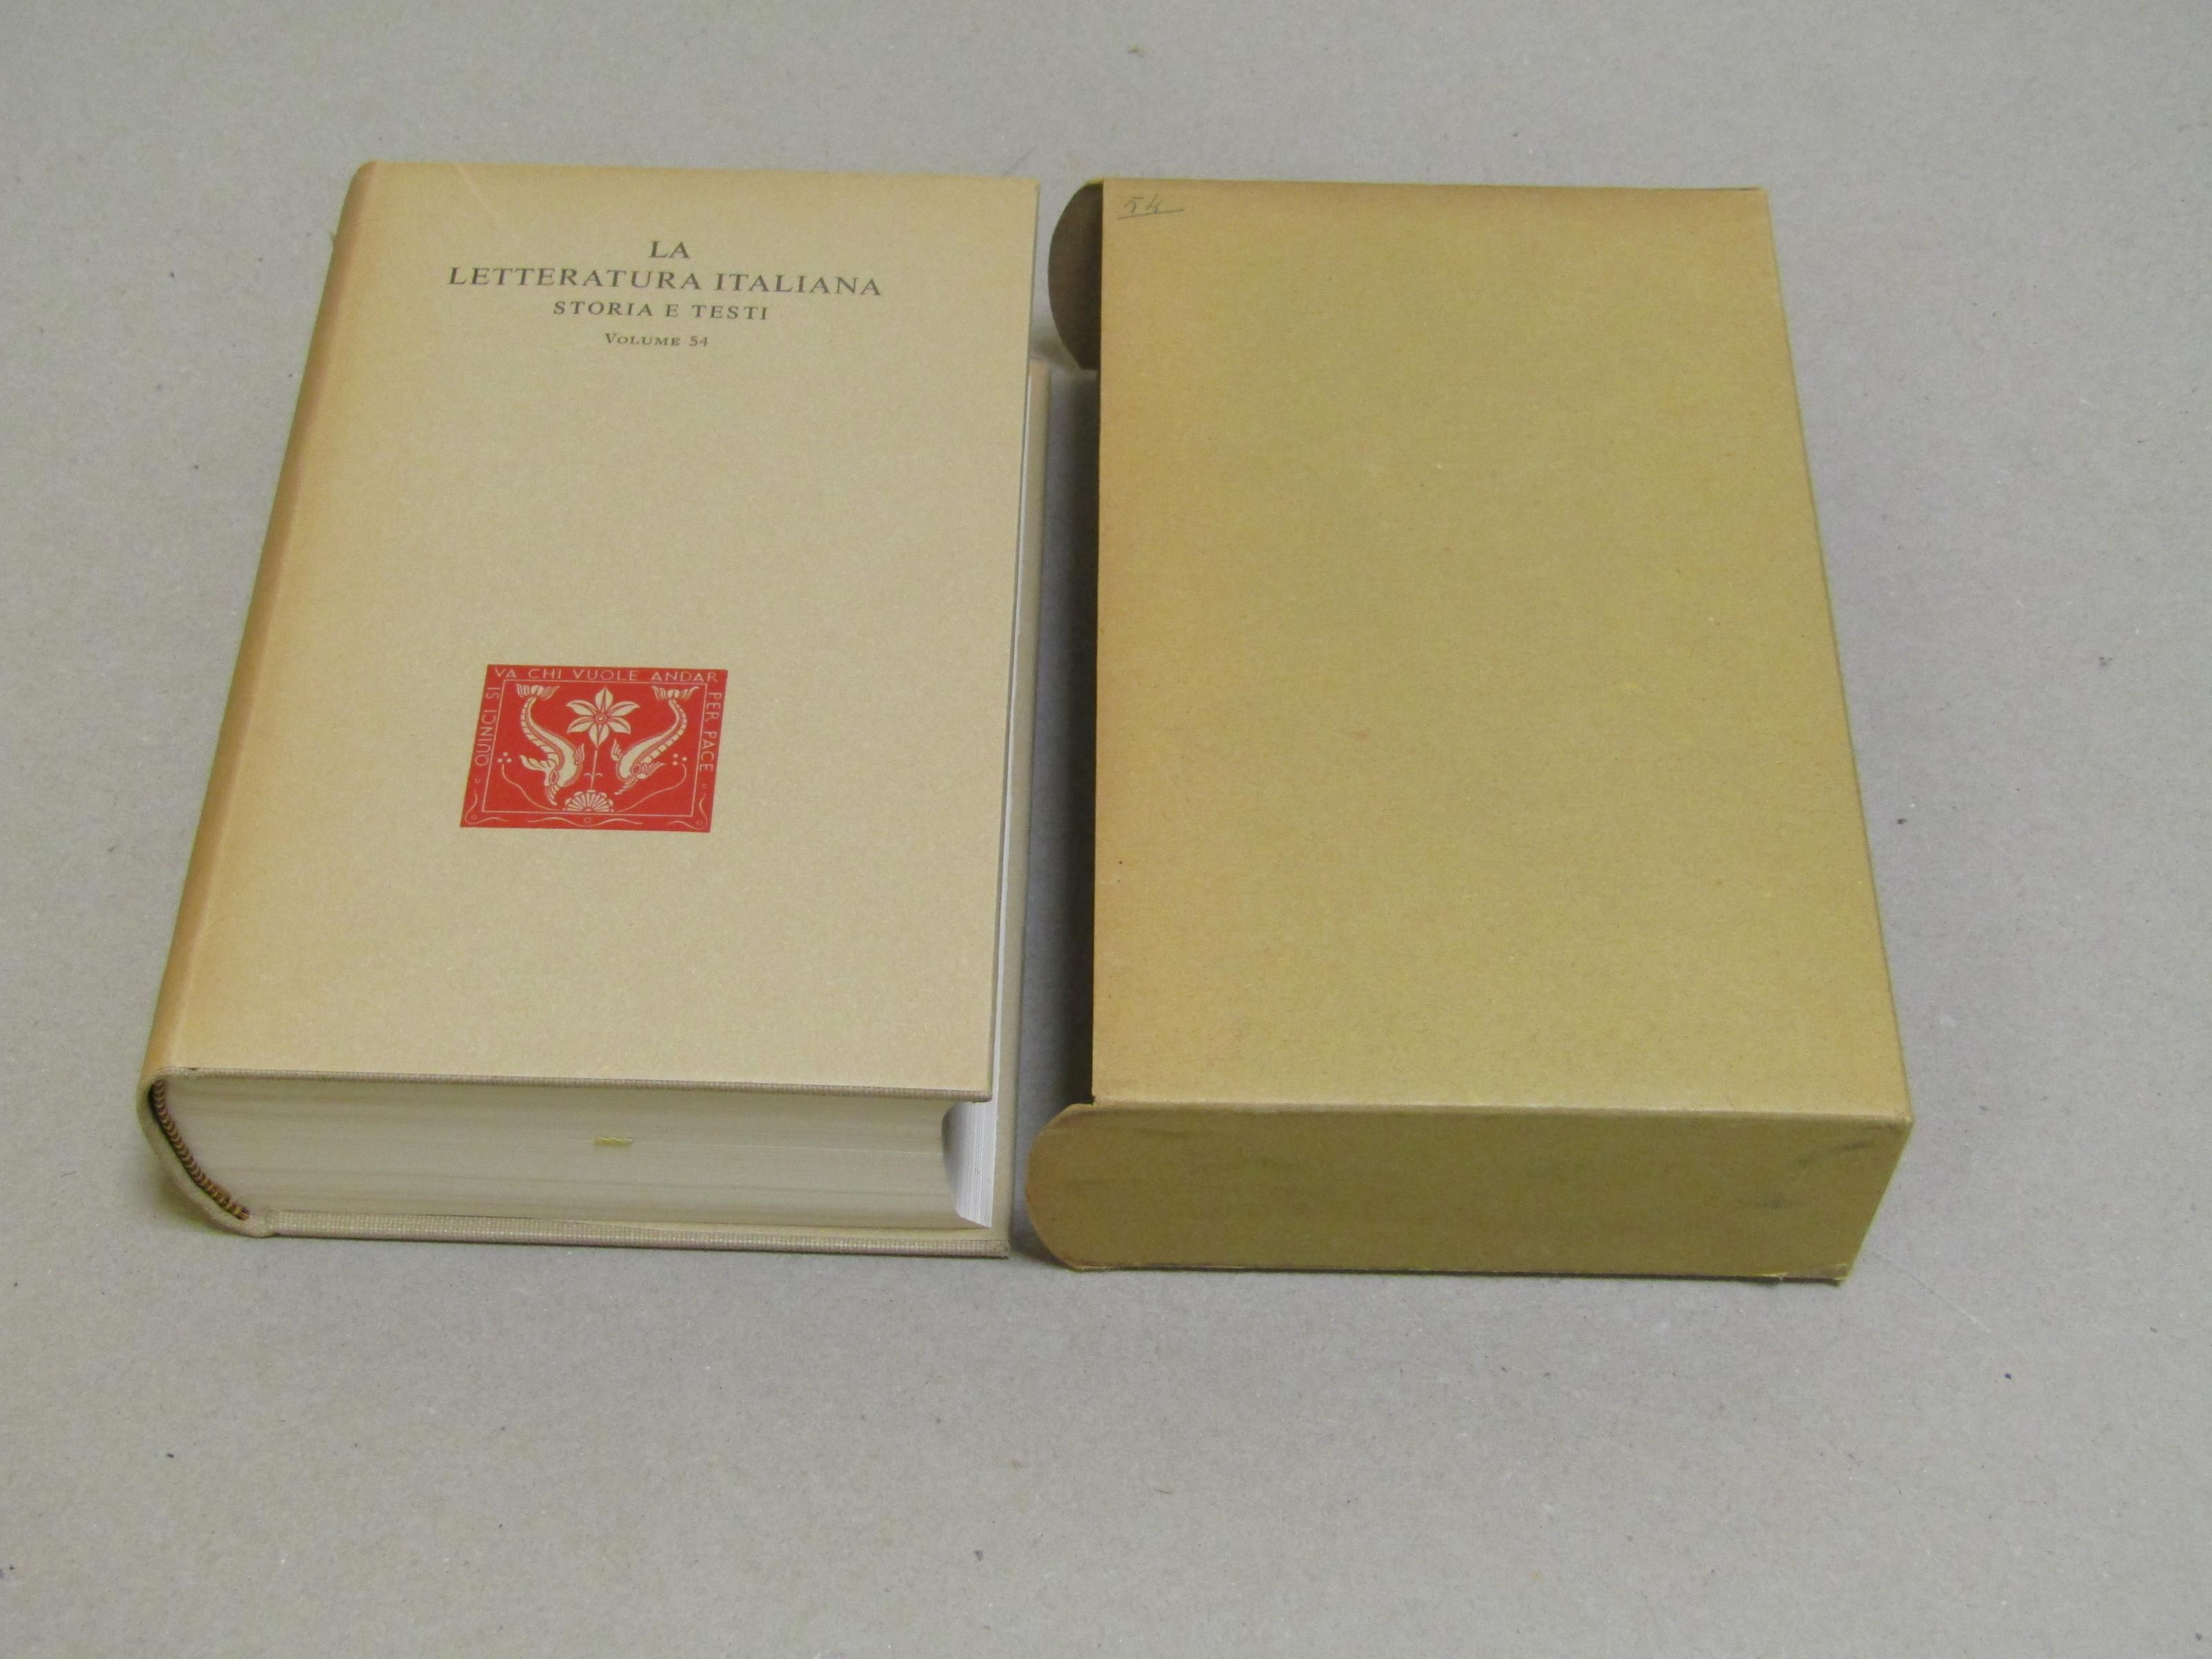 LA
LETTERATURA ITALIANA
STORIA E TESTI
VOLUME 54
QUINCI SI VA CHI VUOLE ANDAR PER PACE
54